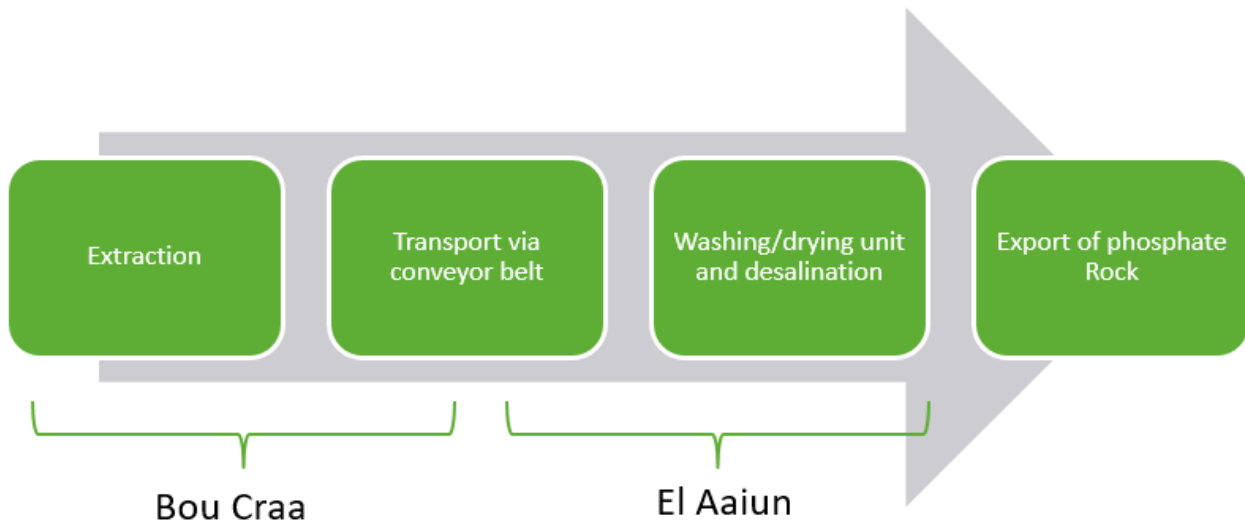 Extraction
Transport via
conveyor belt
Washing/drying unit
and desalination
Export of phosphate
Rock
Bou Craa
El Aaiun